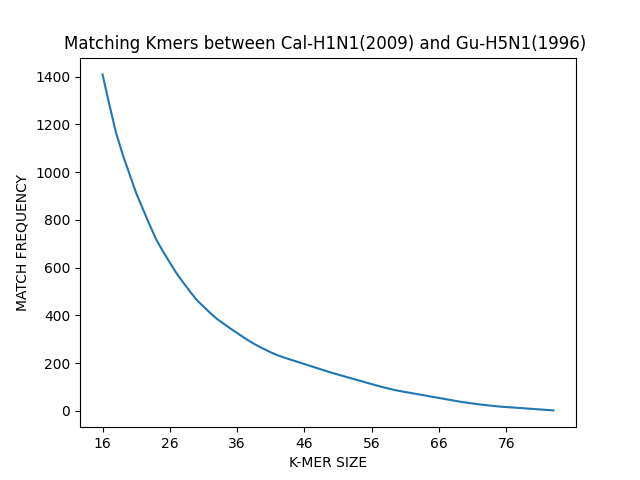 Matching Kmers between Cal-H1N1(2009) and Gu-H5N1(1996)
1400
1200
1000
800
600
400
200
0
MATCH FREQUENCY
16 26 36 46 56 66 76
K-MER SIZE